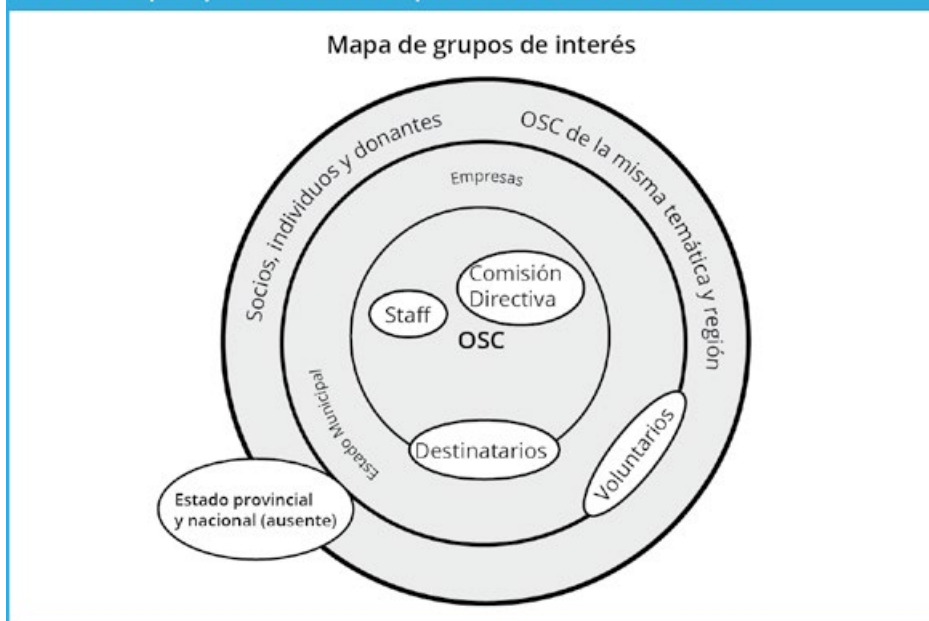 Mapa de grupos de interés
Socios, individuos y donantes
OSC de la misma temática y región
Empresas
Comisión
Directiva
Staff
OSC
Estado Municipal
Destinatarios
Voluntarios
Estado provincial
y nacional (ausente)